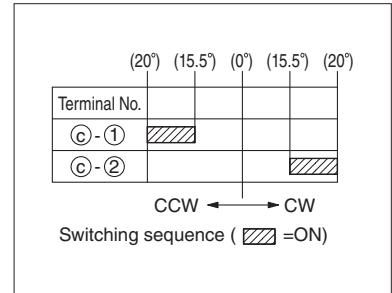 (20°) (15.5°) (0°) (15.5°) (20°)
Terminal No.
ⓒ-①
ⓒ-②
CCW ◄──► CW
Switching sequence ( =ON)